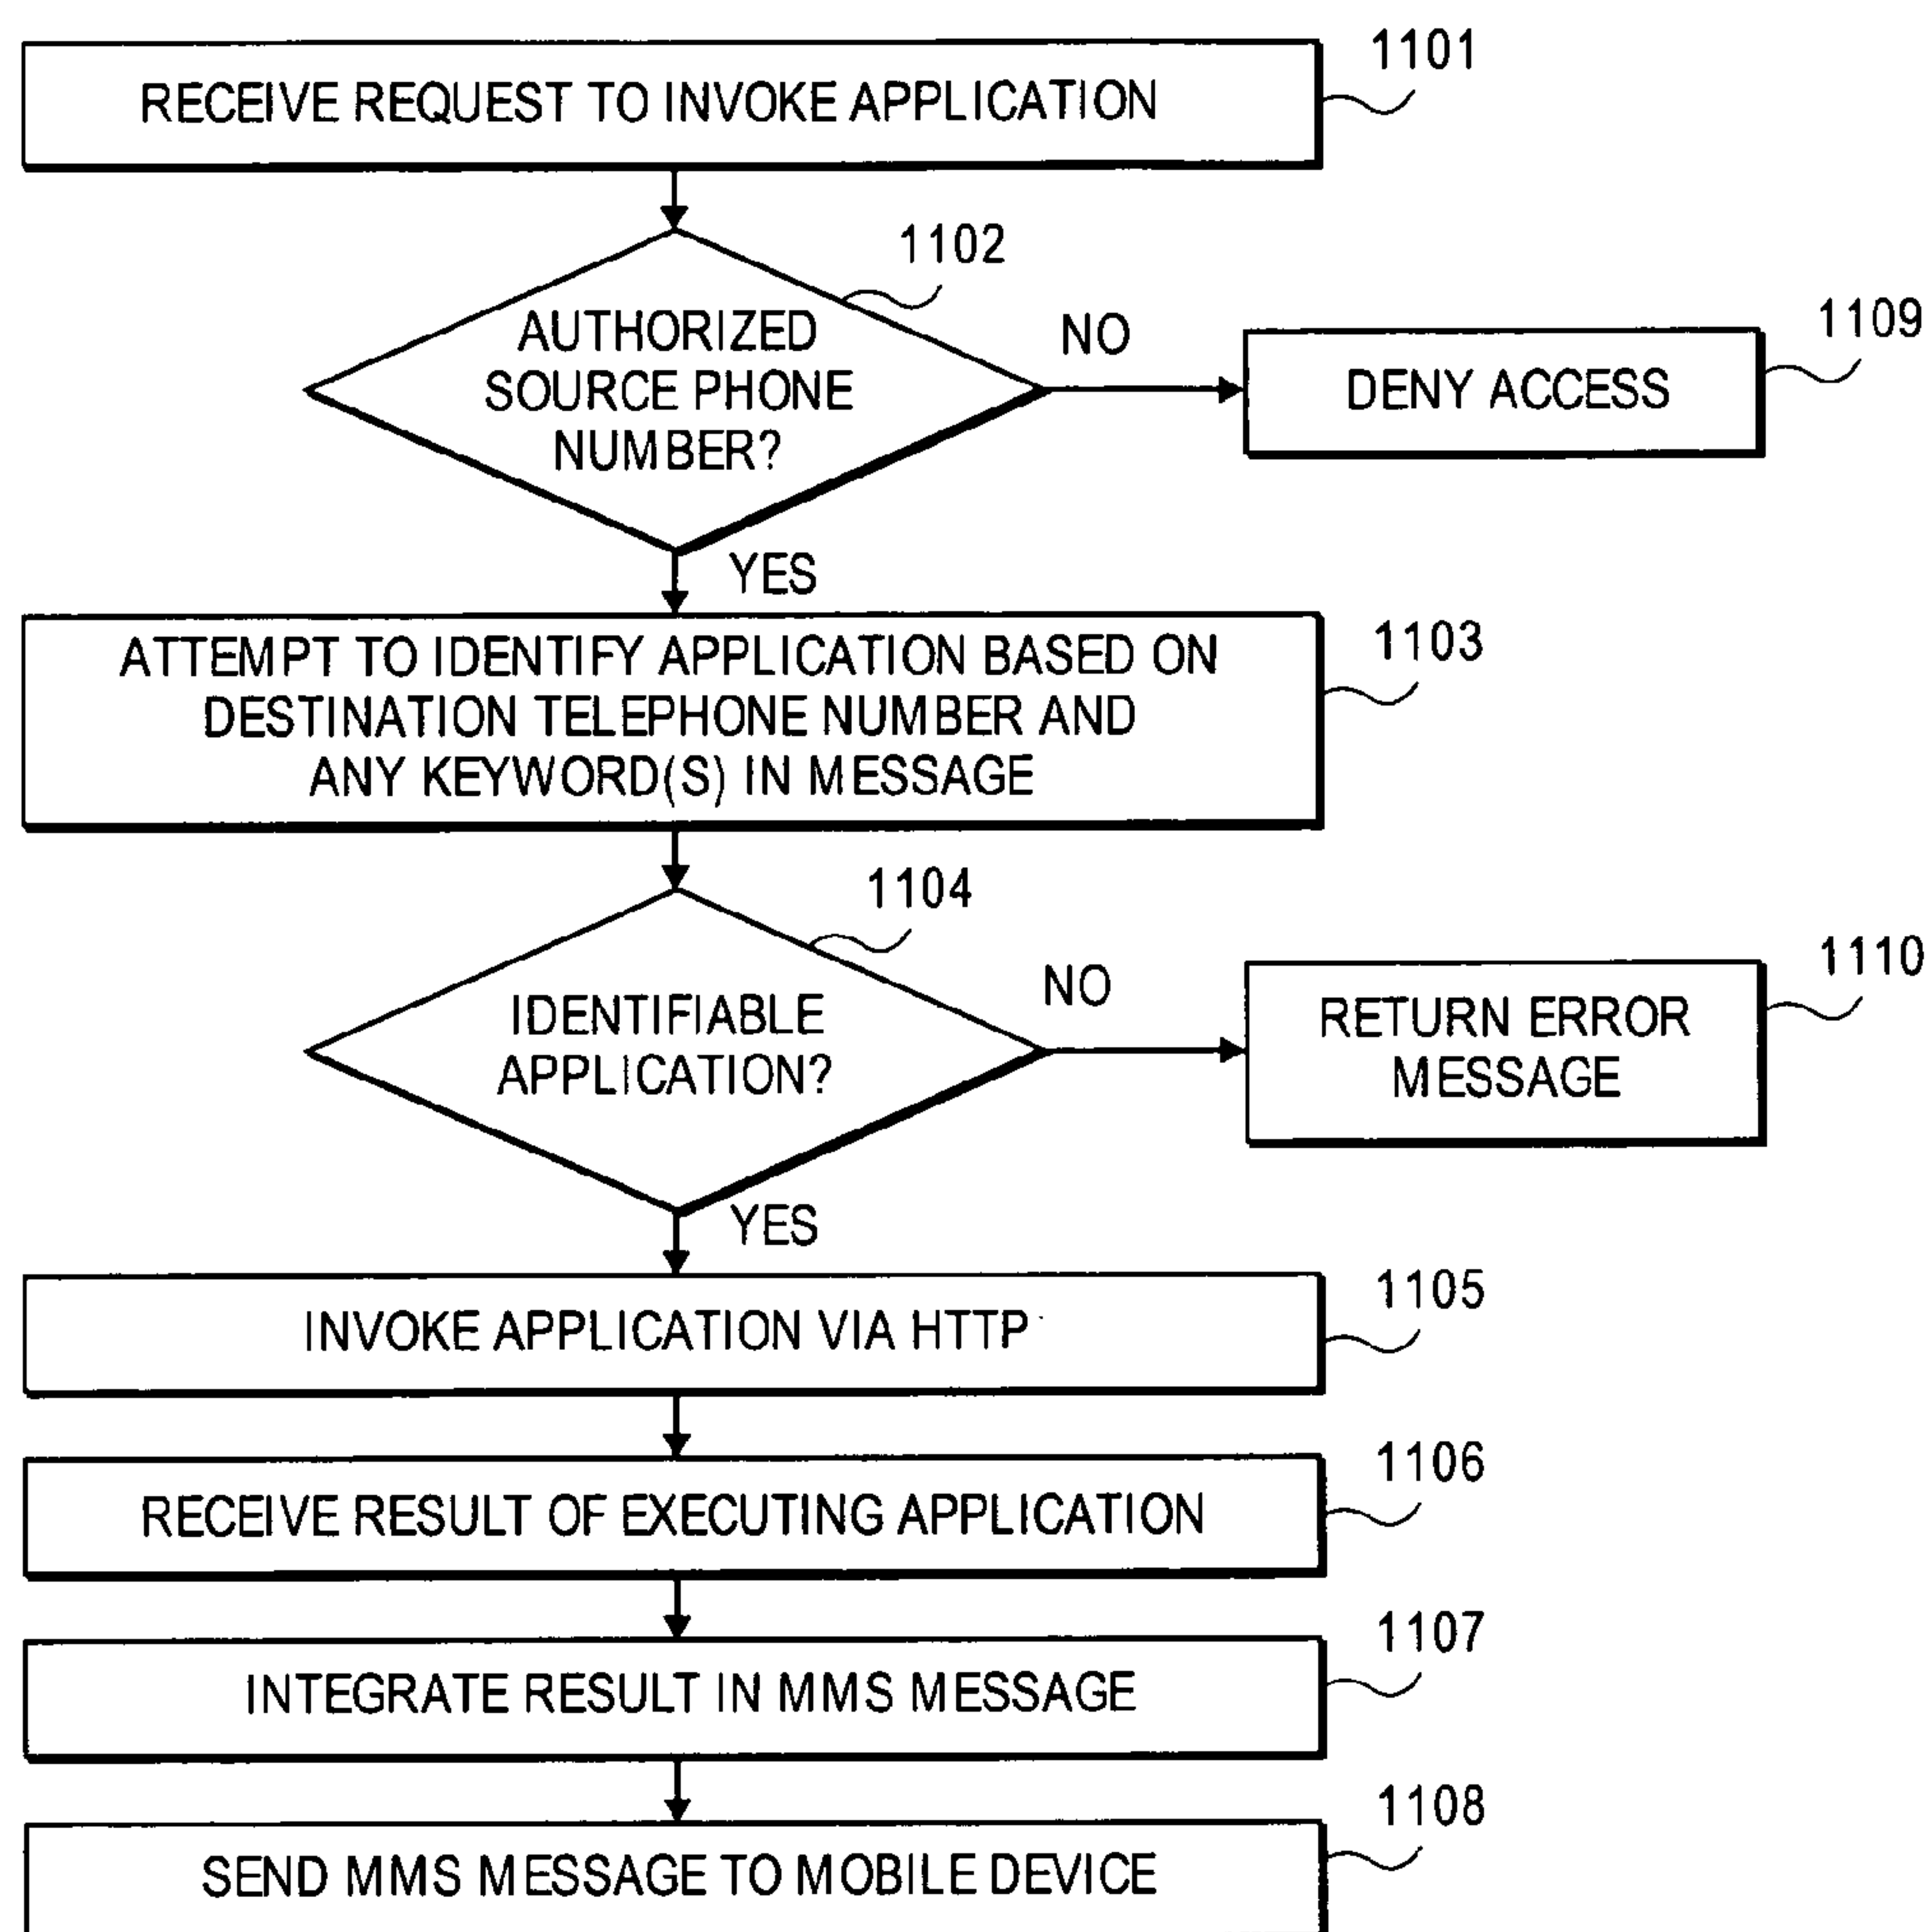 1101
RECEIVE REQUEST TO INVOKE APPLICATION
1102
AUTHORIZED
SOURCE PHONE
NUMBER?
NO
1109
DENY ACCESS
YES
1103
ATTEMPT TO IDENTIFY APPLICATION BASED ON
DESTINATION TELEPHONE NUMBER AND
ANY KEYWORD(S) IN MESSAGE
1104
IDENTIFIABLE
APPLICATION?
NO
1110
RETURN ERROR
MESSAGE
YES
1105
INVOKE APPLICATION VIA HTTP
1106
RECEIVE RESULT OF EXECUTING APPLICATION
1107
INTEGRATE RESULT IN MMS MESSAGE
1108
SEND MMS MESSAGE TO MOBILE DEVICE